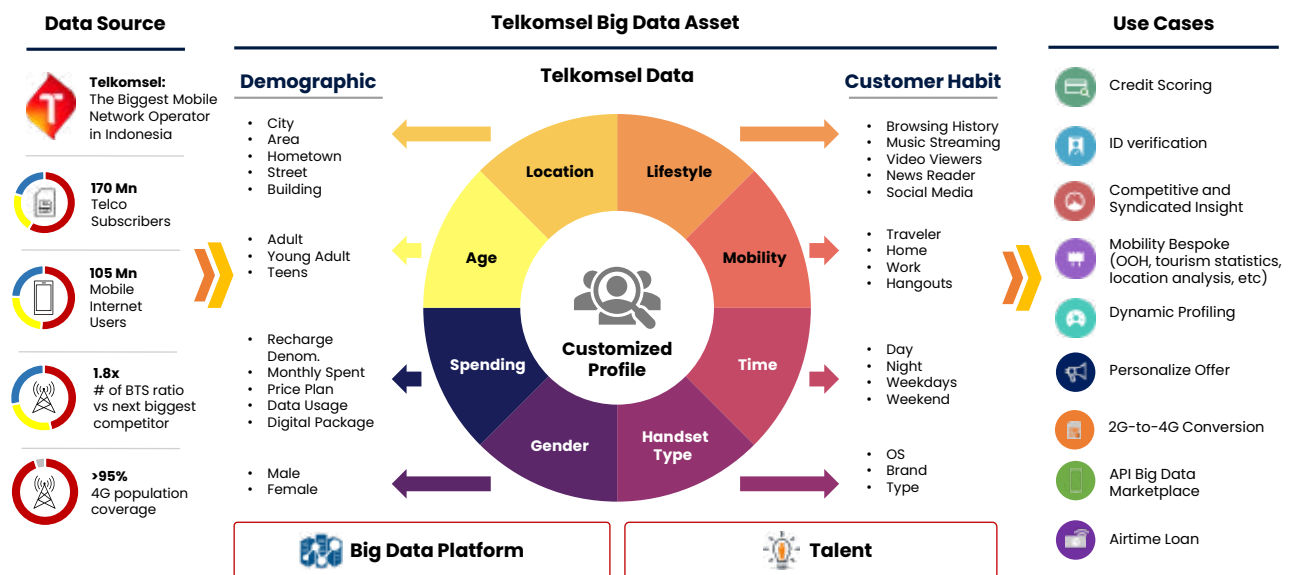 Data Source
Telkomsel:
The Biggest Mobile
Network Operator
in Indonesia
170 Mn
Telco
Subscribers
105 Mn
Mobile
Internet
Users
1.8x
# of BTS ratio
vs next biggest
competitor
>95%
4G population
coverage
Telkomsel Big Data Asset
Demographic
• City
• Area
• Hometown
• Street
• Building
• Adult
• Young Adult
• Teens
• Recharge
Denom.
• Monthly Spent
• Price Plan
• Data Usage
• Digital Package
• Male
• Female
Telkomsel Data
Location
Lifestyle
Age
Mobility
Customized
Profile
Spending
Time
Gender
Handset
Type
Customer Habit
• Browsing History
• Music Streaming
• Video Viewers
• News Reader
• Social Media
• Traveler
• Home
• Work
• Hangouts
• Day
• Night
• Weekdays
• Weekend
• OS
• Brand
• Type
Big Data Platform
Talent
Use Cases
Credit Scoring
ID verification
Competitive and
Syndicated Insight
Mobility Bespoke
(OOH, tourism statistics,
location analysis, etc)
Dynamic Profiling
Personalize Offer
2G-to-4G Conversion
API Big Data
Marketplace
Airtime Loan